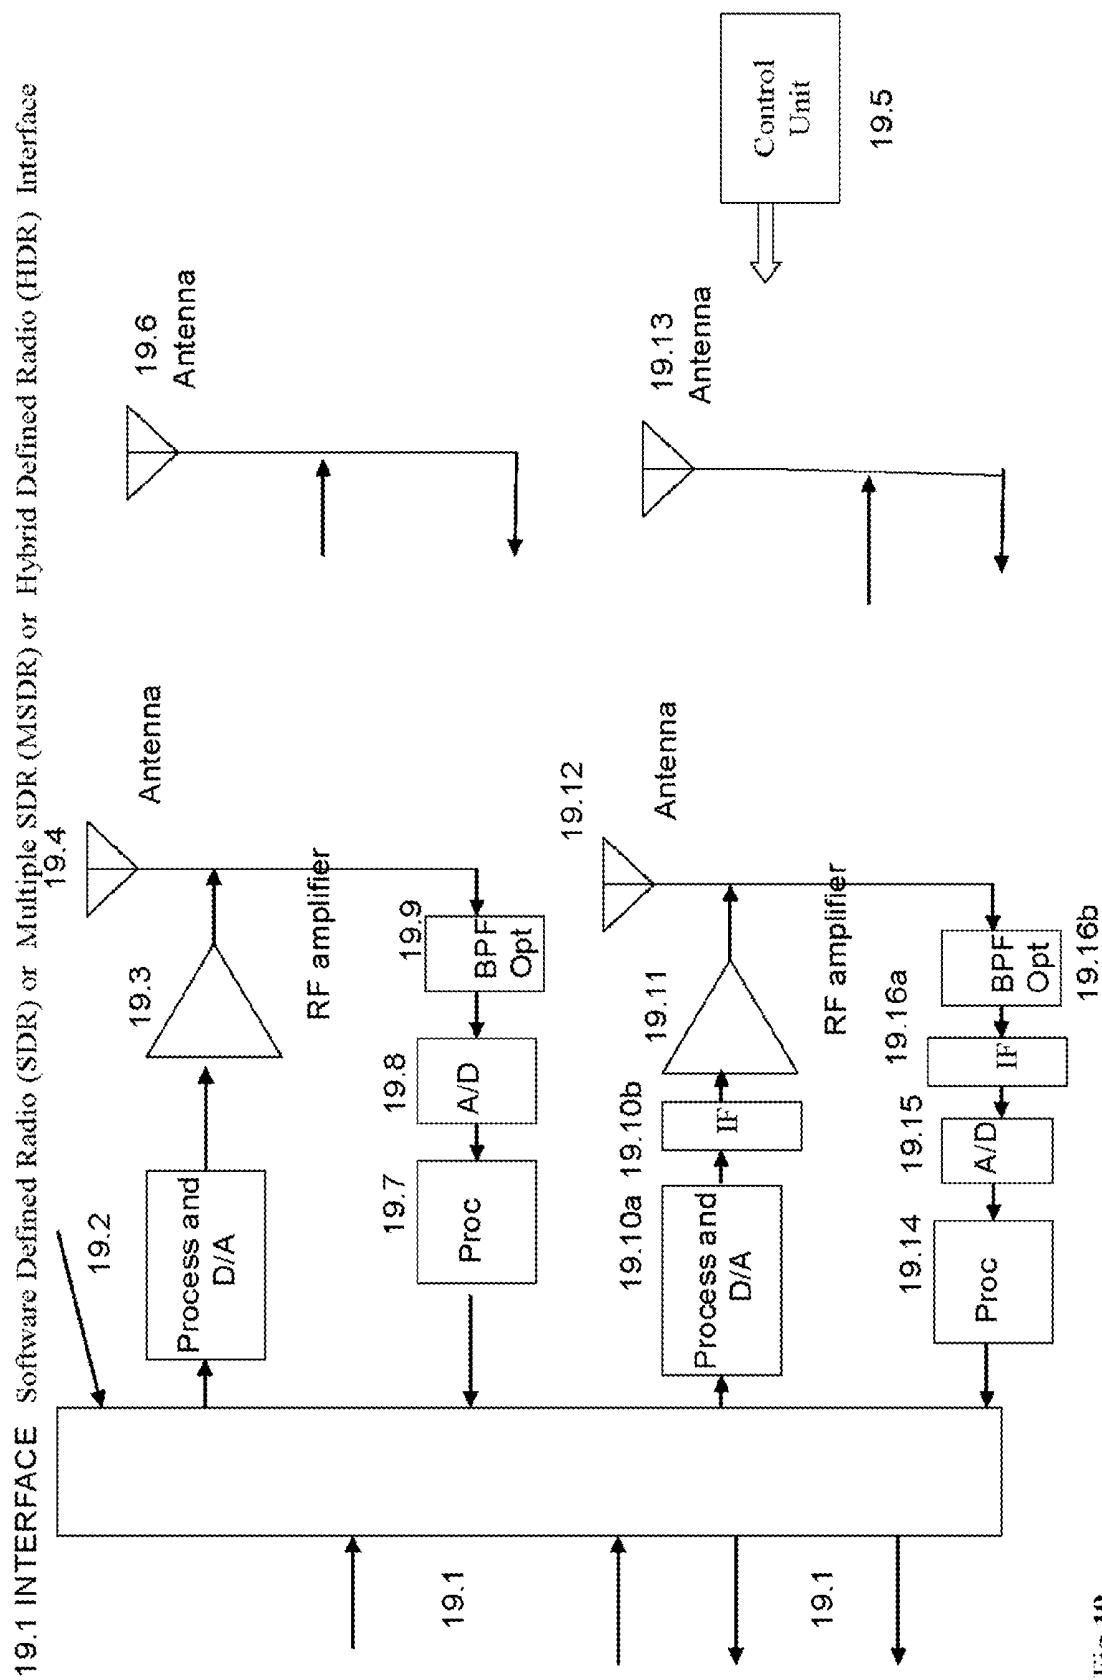 19.1 INTERFACE Software Defined Radio (SDR) or Multiple SDR (MSDR) or Hybrid Defined Radio (HDR) Interface
19.2
Process and
D/A
19.3
RF amplifier
19.4
Antenna
19.6
Antenna
19.7
Proc
19.8
A/D
19.9
BPF
Opt
19.1
19.10a
Process and
D/A
19.10b
IF
19.11
RF amplifier
19.12
Antenna
19.13
Antenna
Control
Unit
19.5
19.1
19.14
Proc
19.15
A/D
19.16a
IF
BPF
Opt
19.16b
Fig 19